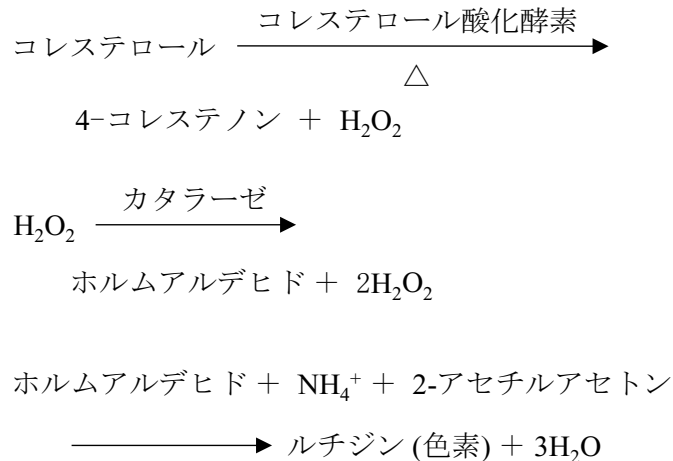 コレステロール酸化酵素
コレステロール ⟶
△
4-コレステノン + H₂O₂
カタラーゼ
H₂O₂ ⟶
ホルムアルデヒド + 2H₂O₂
ホルムアルデヒド + NH₄⁺ + 2-アセチルアセトン
⟶ ルチジン (色素) + 3H₂O